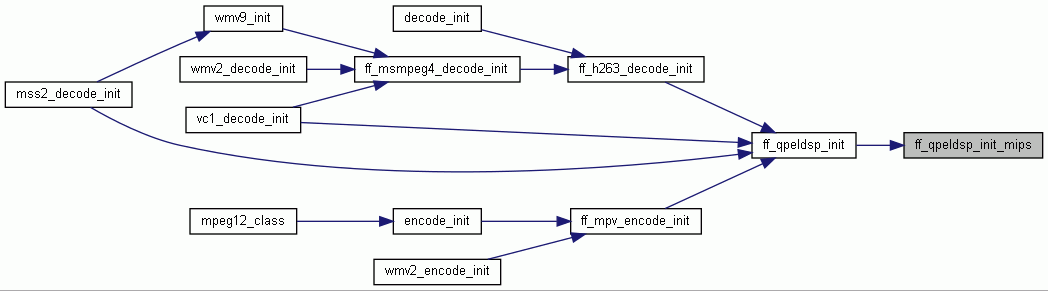 wmv9_init
decode_init
wmv2_decode_init
ff_msmpeg4_decode_init
ff_h263_decode_init
mss2_decode_init
vc1_decode_init
ff_qpeldsp_init
ff_qpeldsp_init_mips
mpeg12_class
encode_init
ff_mpv_encode_init
wmv2_encode_init